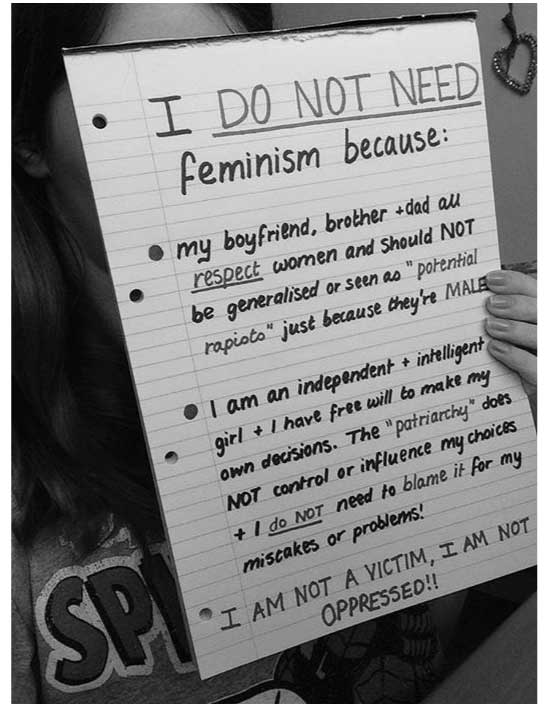 I DO NOT NEED
feminism because:
• my boyfriend, brother + dad all
respect women and should NOT
be generalised or seen as "potential
rapists" just because they're MALE
• I am an independent + intelligent
girl + I have free will to make my
own decisions. The "patriarchy" does
NOT control or influence my choices
+ I do NOT need to blame it for my
mistakes or problems!
I AM NOT A VICTIM, I AM NOT
OPPRESSED!!